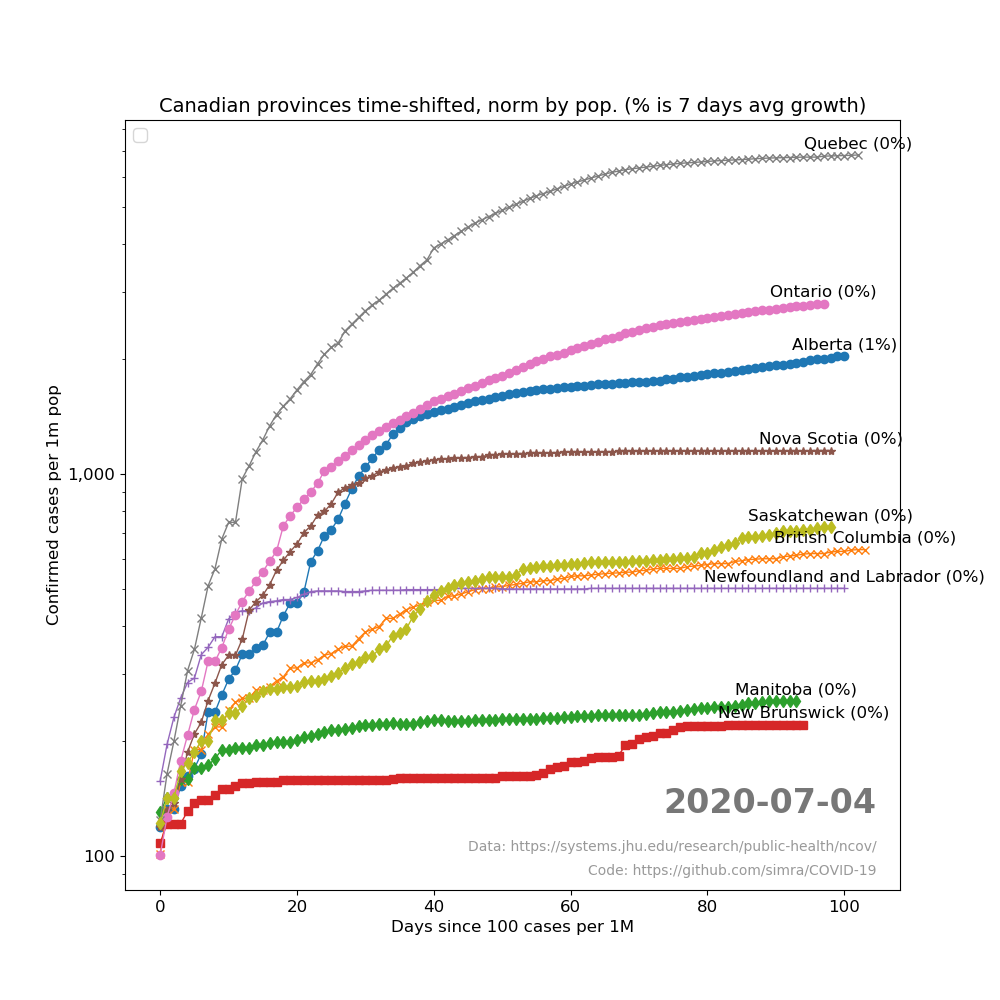 Canadian provinces time-shifted, norm by pop. (% is 7 days avg growth)
Quebec (0%)
Ontario (0%)
Alberta (1%)
Nova Scotia (0%)
Saskatchewan (0%)
British Columbia (0%)
Newfoundland and Labrador (0%)
Manitoba (0%)
New Brunswick (0%)
Confirmed cases per 1m pop
1,000
100
2020-07-04
Data: https://systems.jhu.edu/research/public-health/ncov/
Code: https://github.com/simra/COVID-19
0 20 40 60 80 100
Days since 100 cases per 1M